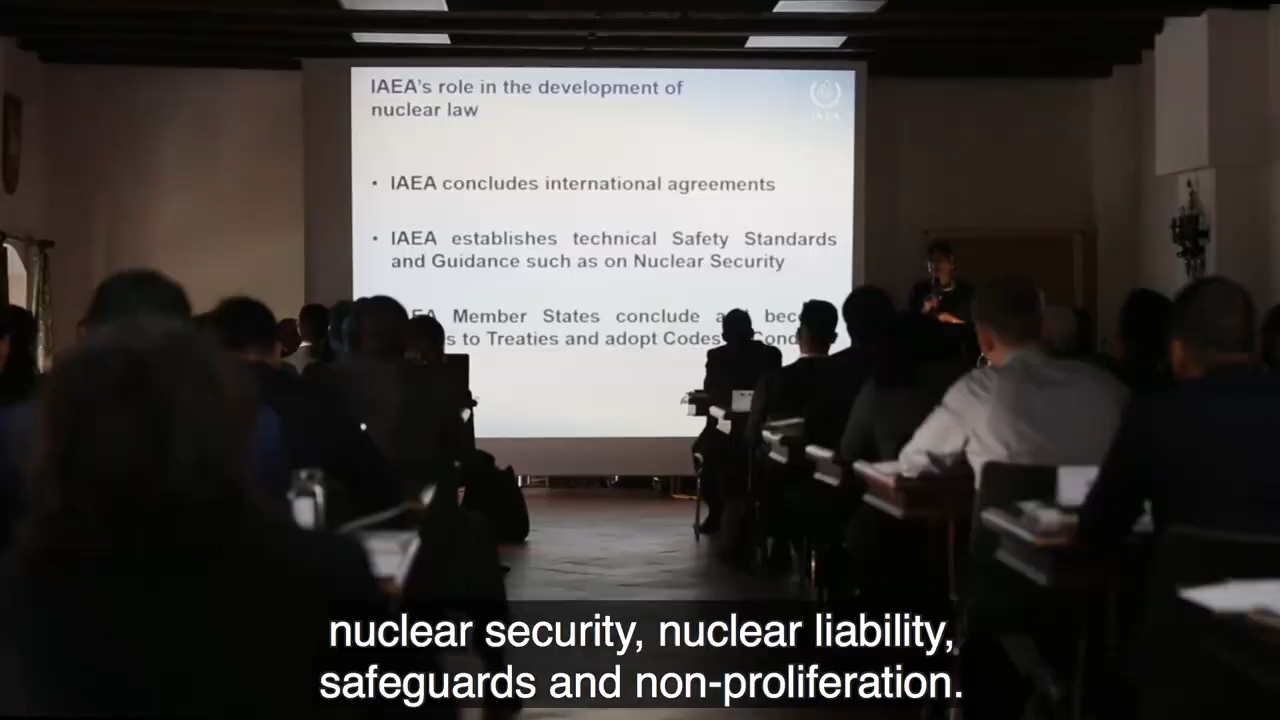 IAEA's role in the development of
nuclear law
IAEA
• IAEA concludes international agreements
• IAEA establishes technical Safety Standards
and Guidance such as on Nuclear Security
Member States conclude
to Treaties and adopt Codes
nuclear security, nuclear liability,
safeguards and non-proliferation.